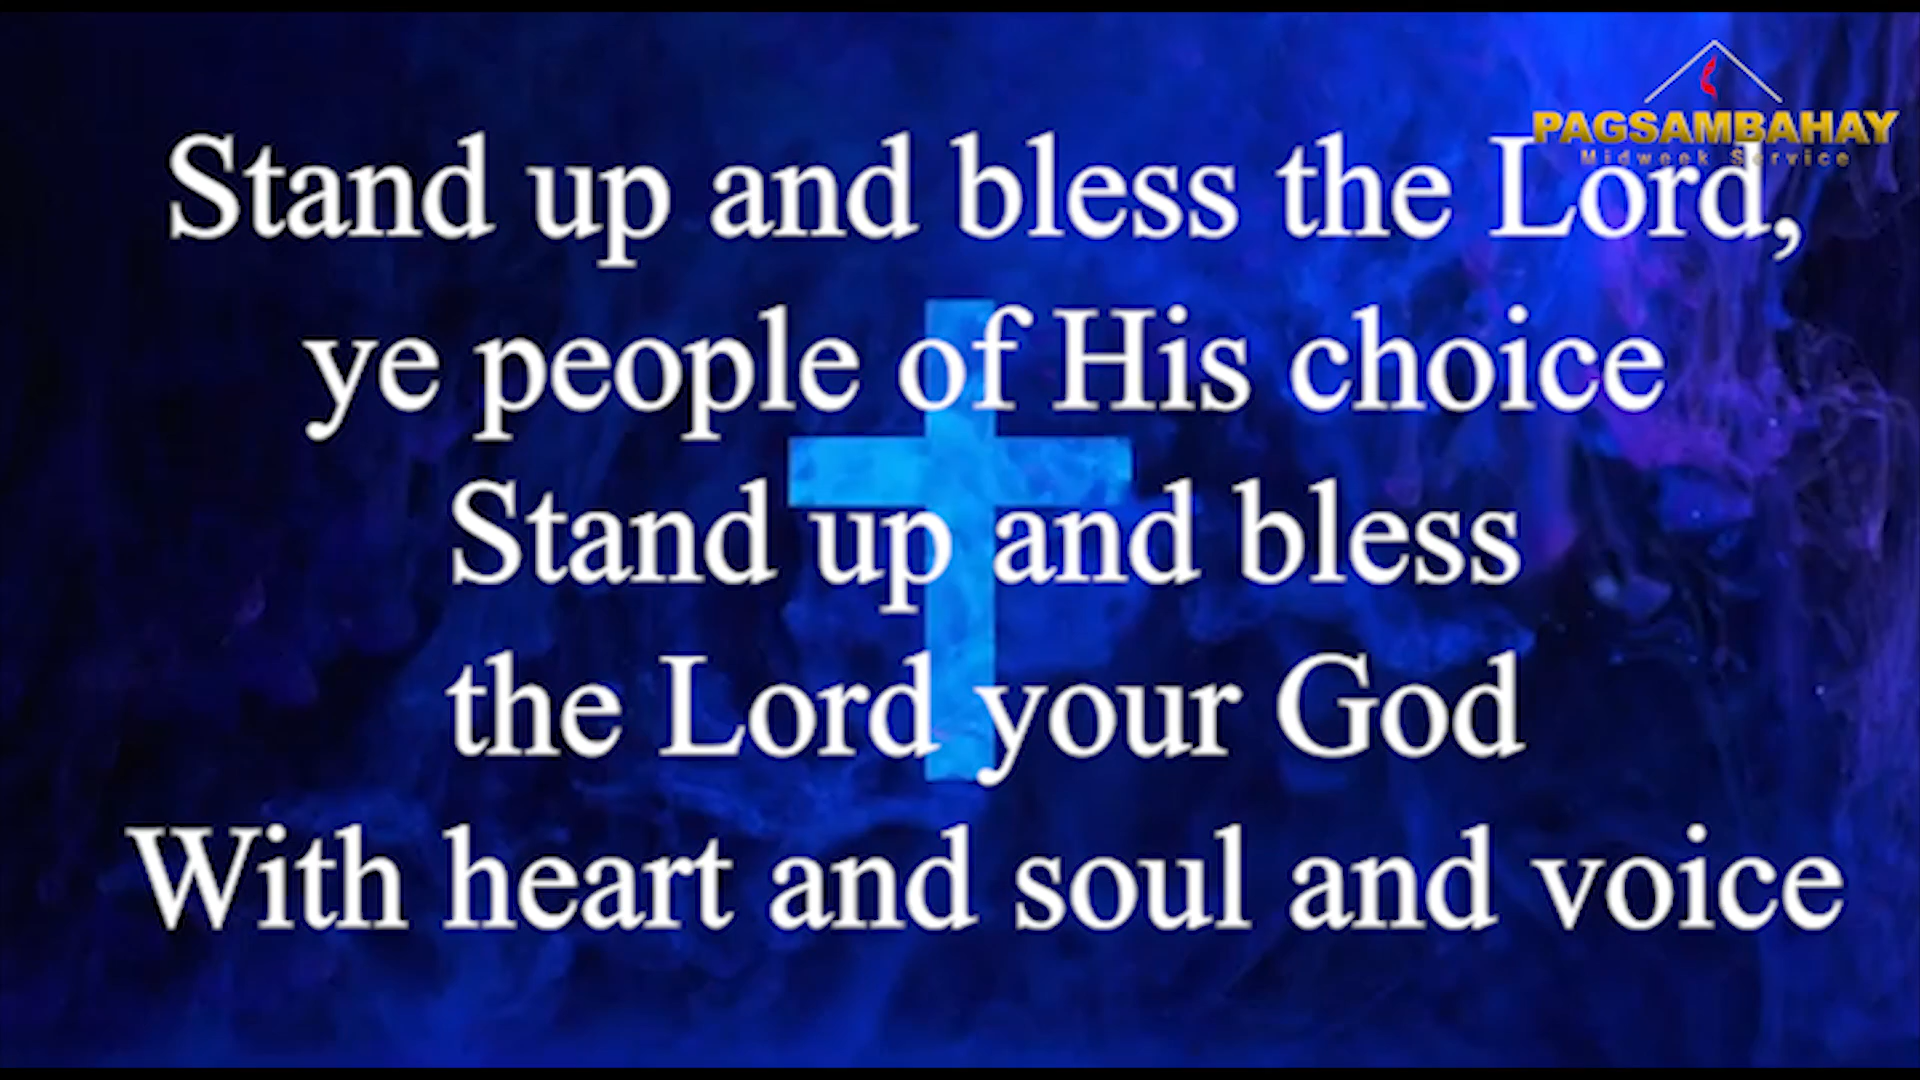 PAGSAMBAHAY
Midweek Service
Stand up and bless the Lord,
ye people of His choice
Stand up and bless
the Lord your God
With heart and soul and voice